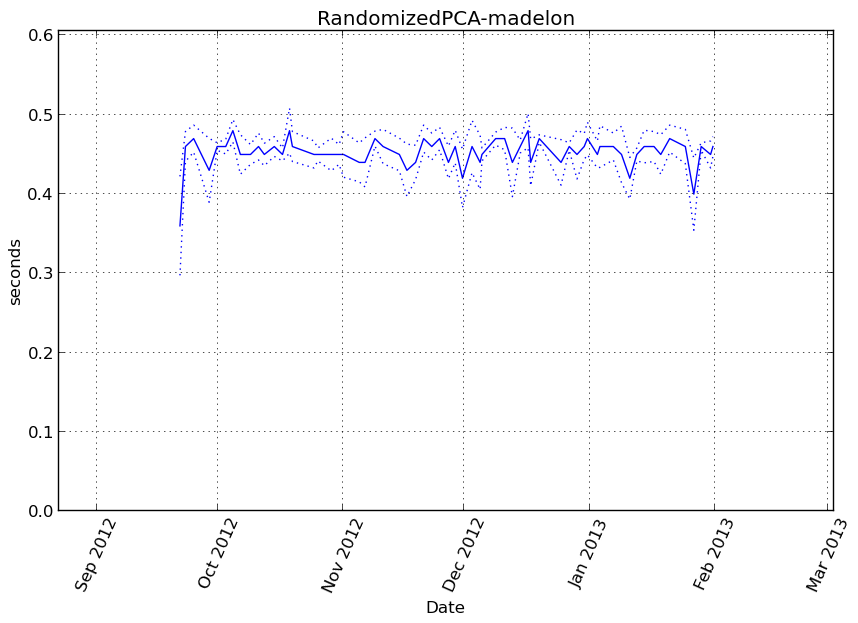 RandomizedPCA-madelon
0.6
0.5
0.4
0.3
0.2
0.1
0.0
seconds
Sep 2012
Oct 2012
Nov 2012
Dec 2012
Jan 2013
Feb 2013
Mar 2013
Date